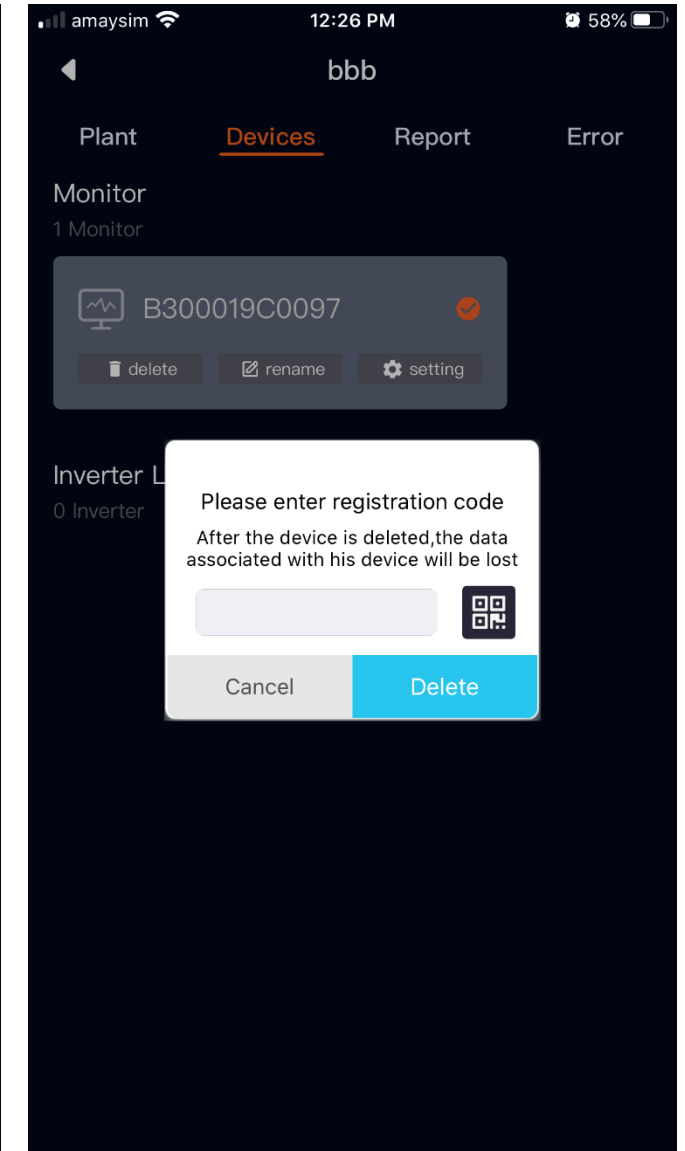 amaysim 12:26 PM 58%
bbb
Plant Devices Report Error
Monitor
1 Monitor
B300019C0097
delete rename setting
Inverter L
0 Inverter
Please enter registration code
After the device is deleted,the data
associated with his device will be lost
Cancel Delete